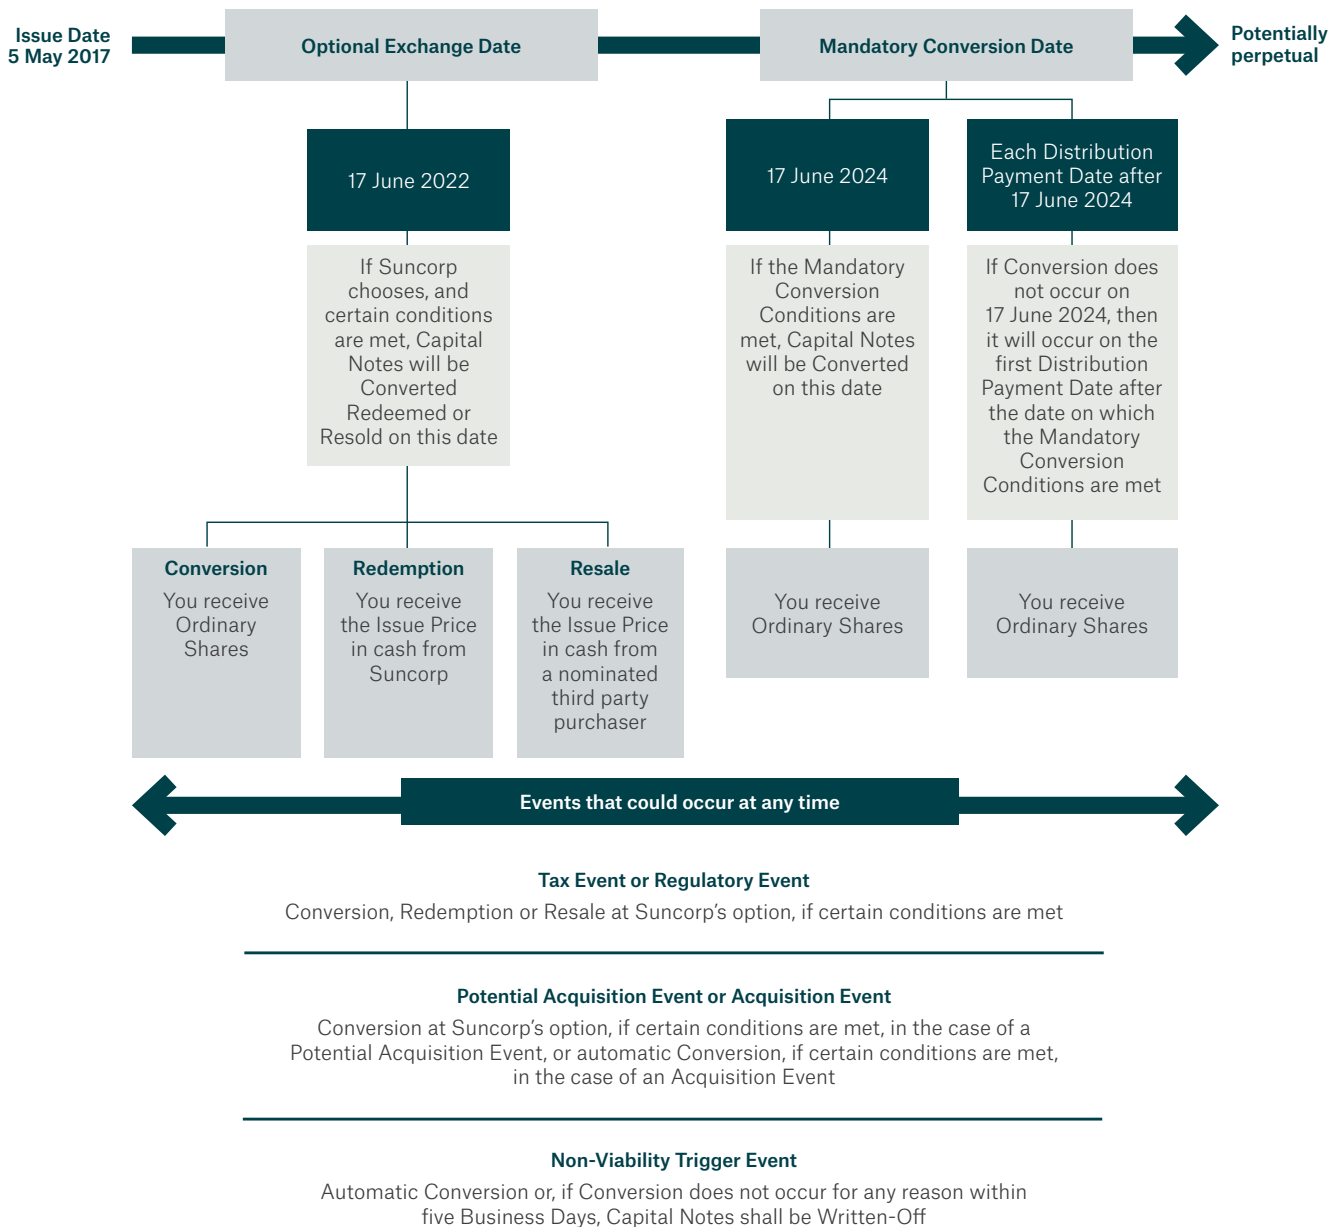 Issue Date
5 May 2017
Optional Exchange Date
Mandatory Conversion Date
Potentially
perpetual
17 June 2022
If Suncorp
chooses, and
certain conditions
are met, Capital
Notes will be
Converted
Redeemed or
Resold on this date
17 June 2024
If the Mandatory
Conversion
Conditions are
met, Capital Notes
will be Converted
on this date
Each Distribution
Payment Date after
17 June 2024
If Conversion does
not occur on
17 June 2024, then
it will occur on the
first Distribution
Payment Date after
the date on which
the Mandatory
Conversion
Conditions are met
Conversion
You receive
Ordinary
Shares
Redemption
You receive
the Issue Price
in cash from
Suncorp
Resale
You receive
the Issue Price
in cash from
a nominated
third party
purchaser
You receive
Ordinary Shares
You receive
Ordinary Shares
Events that could occur at any time
Tax Event or Regulatory Event
Conversion, Redemption or Resale at Suncorp's option, if certain conditions are met
Potential Acquisition Event or Acquisition Event
Conversion at Suncorp's option, if certain conditions are met, in the case of a
Potential Acquisition Event, or automatic Conversion, if certain conditions are met,
in the case of an Acquisition Event
Non-Viability Trigger Event
Automatic Conversion or, if Conversion does not occur for any reason within
five Business Days, Capital Notes shall be Written-Off